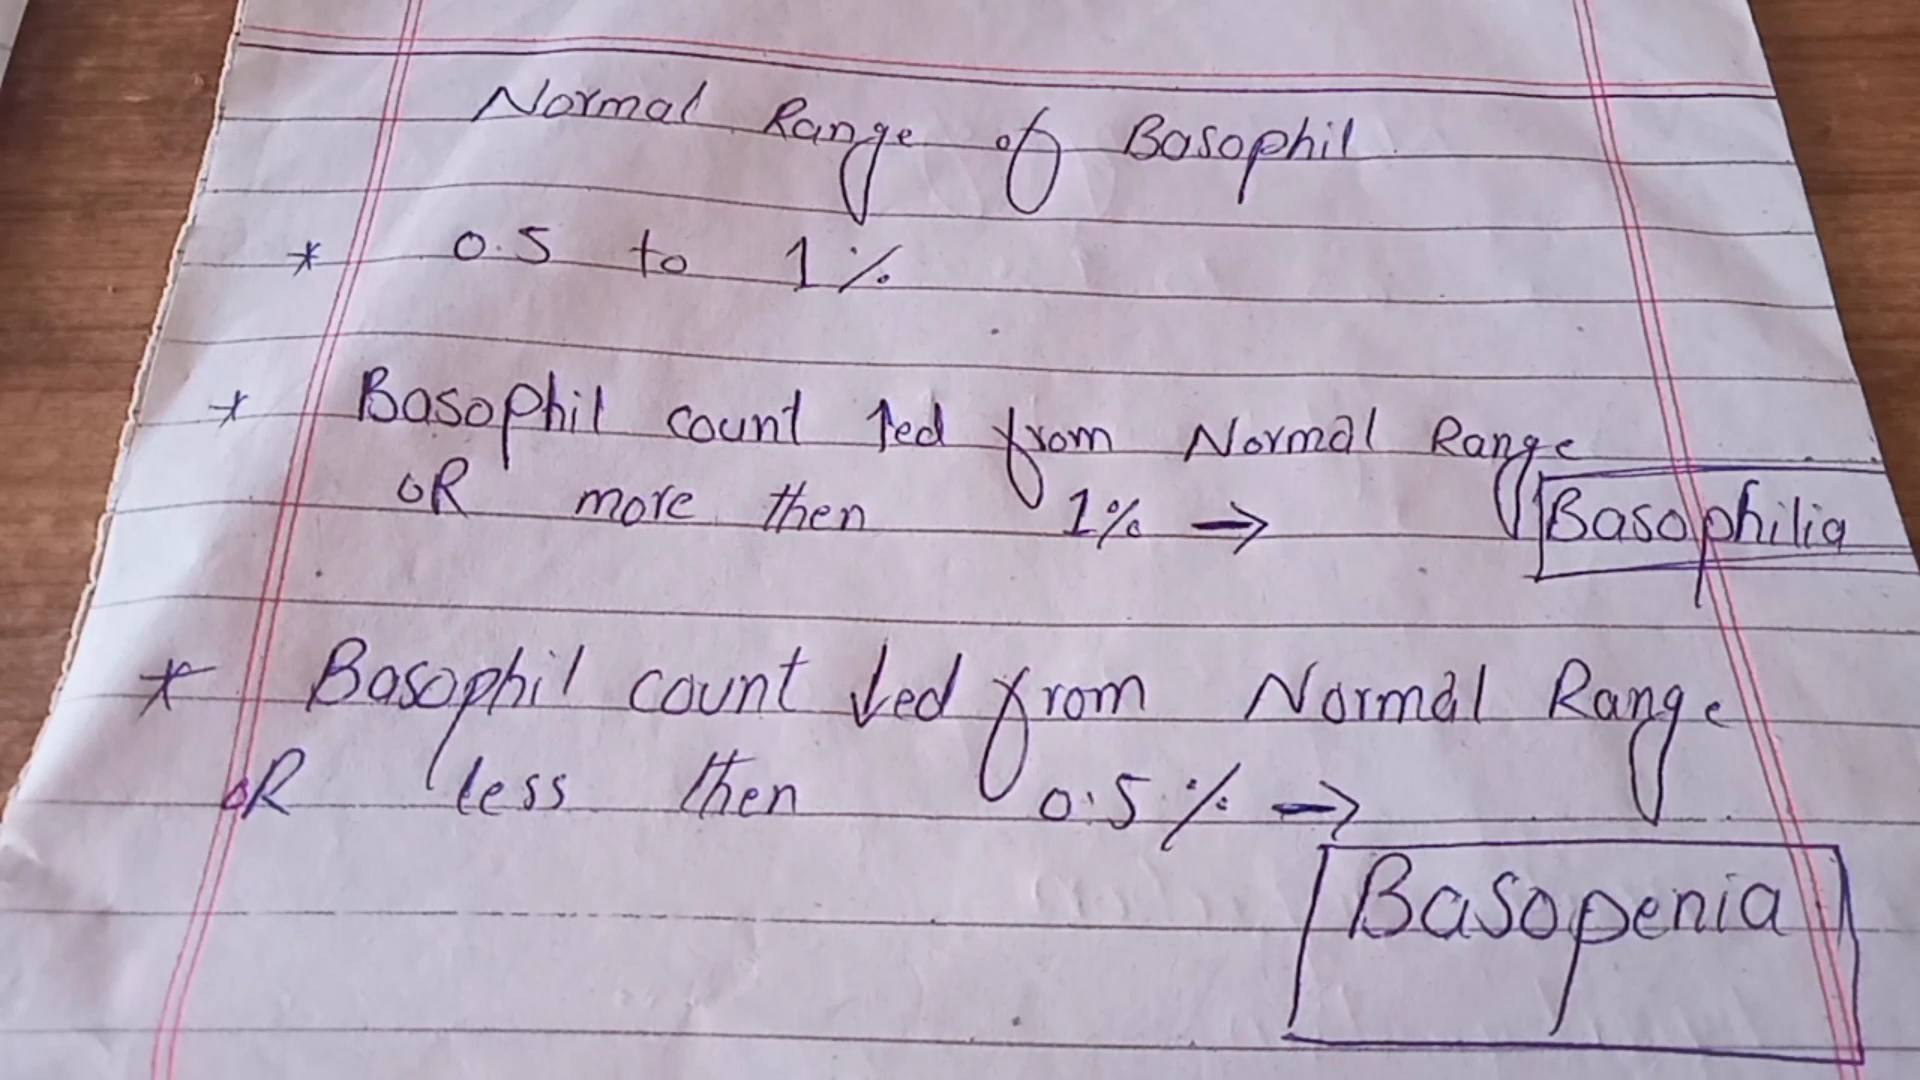 Normal Range of Basophil
* 0.5 to 1%
* Basophil count ↑ed from Normal Range
OR more then 1% → Basophilia
* Basophil count ↓ed from Normal Range
OR less then 0.5% →
Basopenia